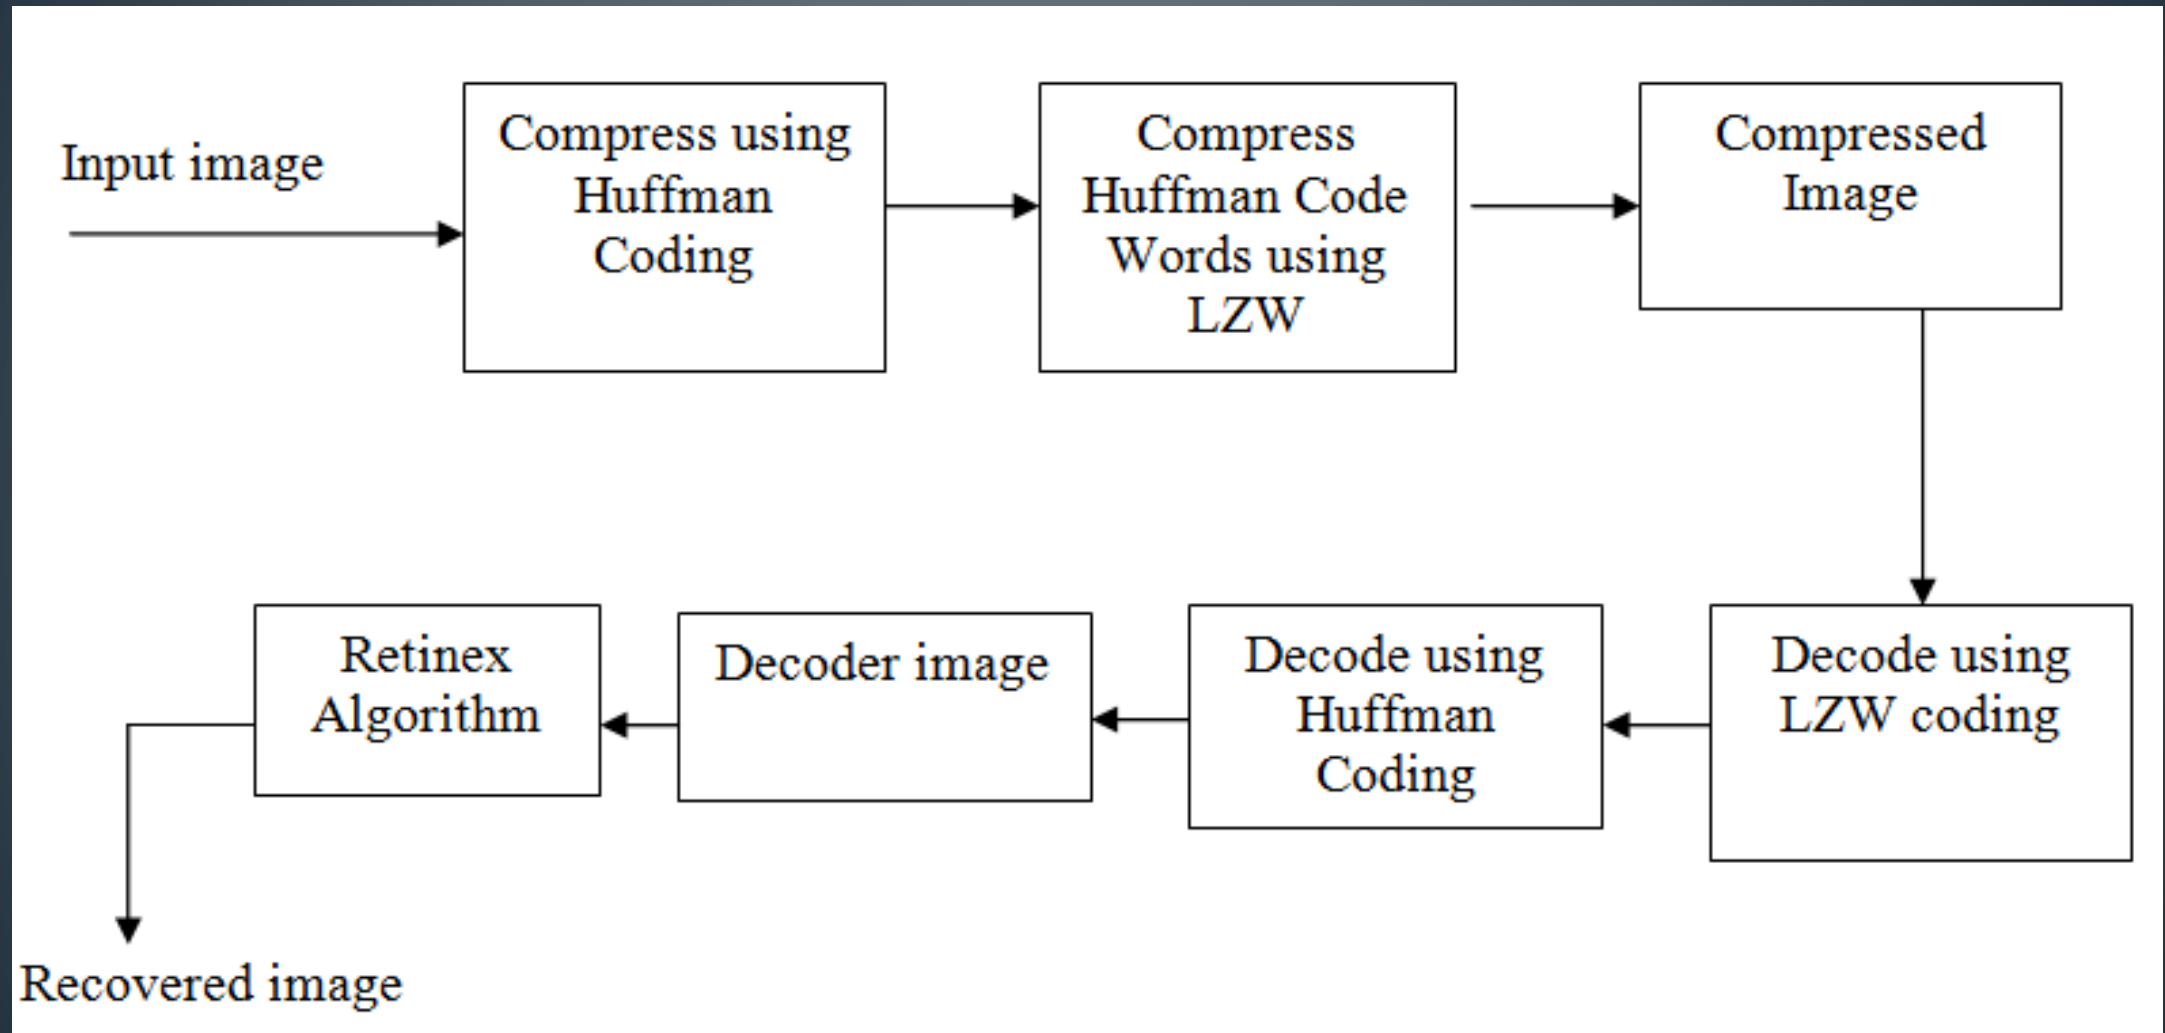 Input image
Compress using
Huffman
Coding
Compress
Huffman Code
Words using
LZW
Compressed
Image
Decode using
LZW coding
Decode using
Huffman
Coding
Decoder image
Retinex
Algorithm
Recovered image